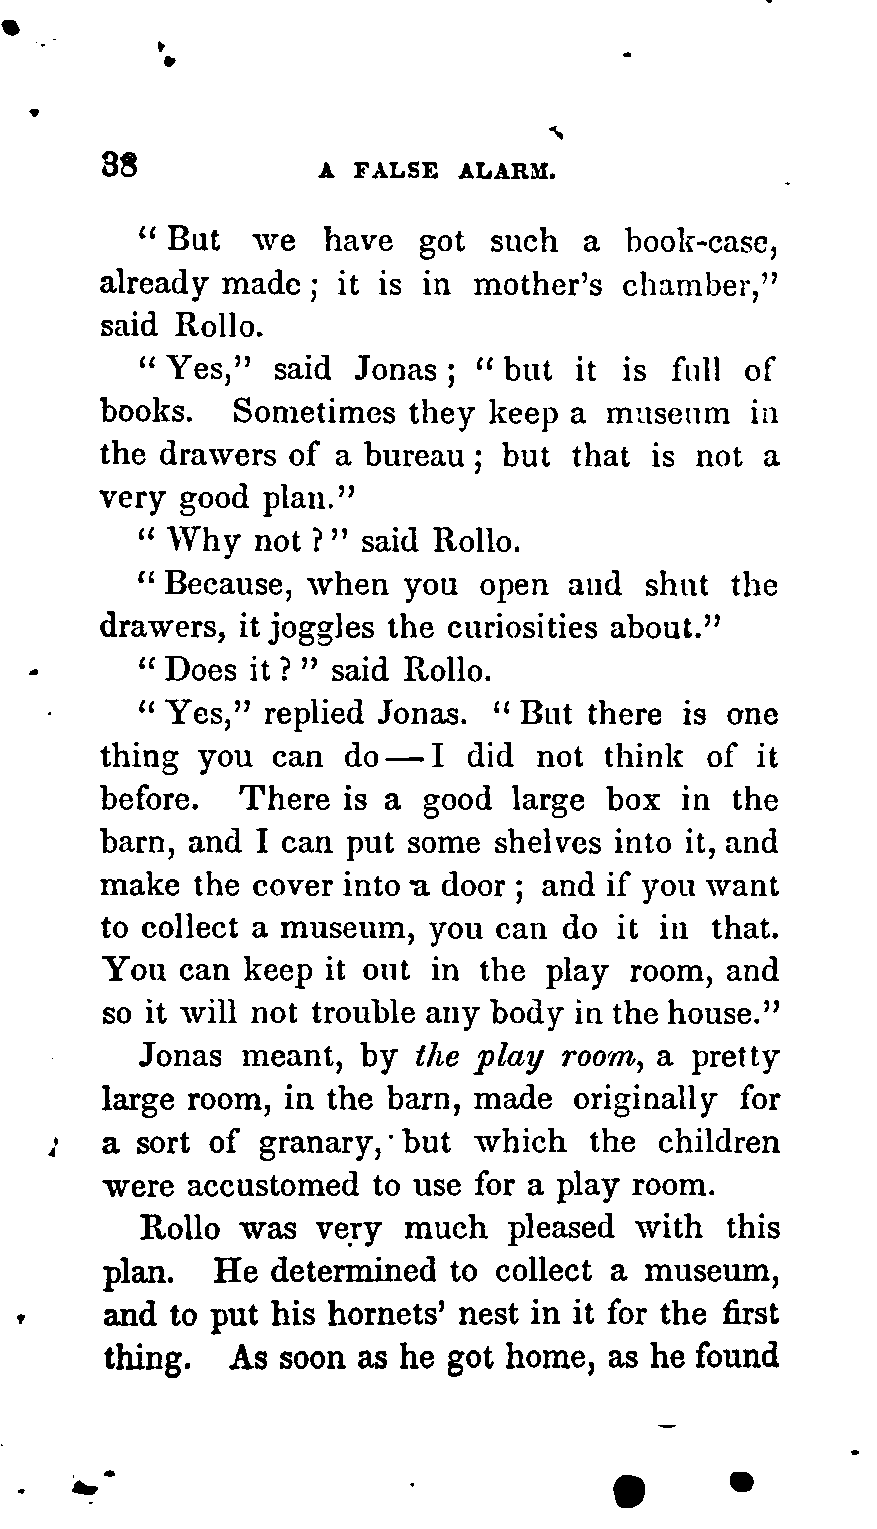 38 A FALSE ALARM.
“ But we have got such a book-case,
already made ; it is in mother’s chamber,”
said Rollo.
“ Yes,” said Jonas ; “ but it is full of
books. Sometimes they keep a museum in
the drawers of a bureau ; but that is not a
very good plan.”
“ Why not ? ” said Rollo.
“ Because, when you open and shut the
drawers, it joggles the curiosities about.”
“ Does it ? ” said Rollo.
“ Yes,” replied Jonas. “ But there is one
thing you can do — I did not think of it
before. There is a good large box in the
barn, and I can put some shelves into it, and
make the cover into a door ; and if you want
to collect a museum, you can do it in that.
You can keep it out in the play room, and
so it will not trouble any body in the house.”
Jonas meant, by the play room, a pretty
large room, in the barn, made originally for
a sort of granary, but which the children
were accustomed to use for a play room.
Rollo was very much pleased with this
plan. He determined to collect a museum,
and to put his hornets’ nest in it for the first
thing. As soon as he got home, as he found